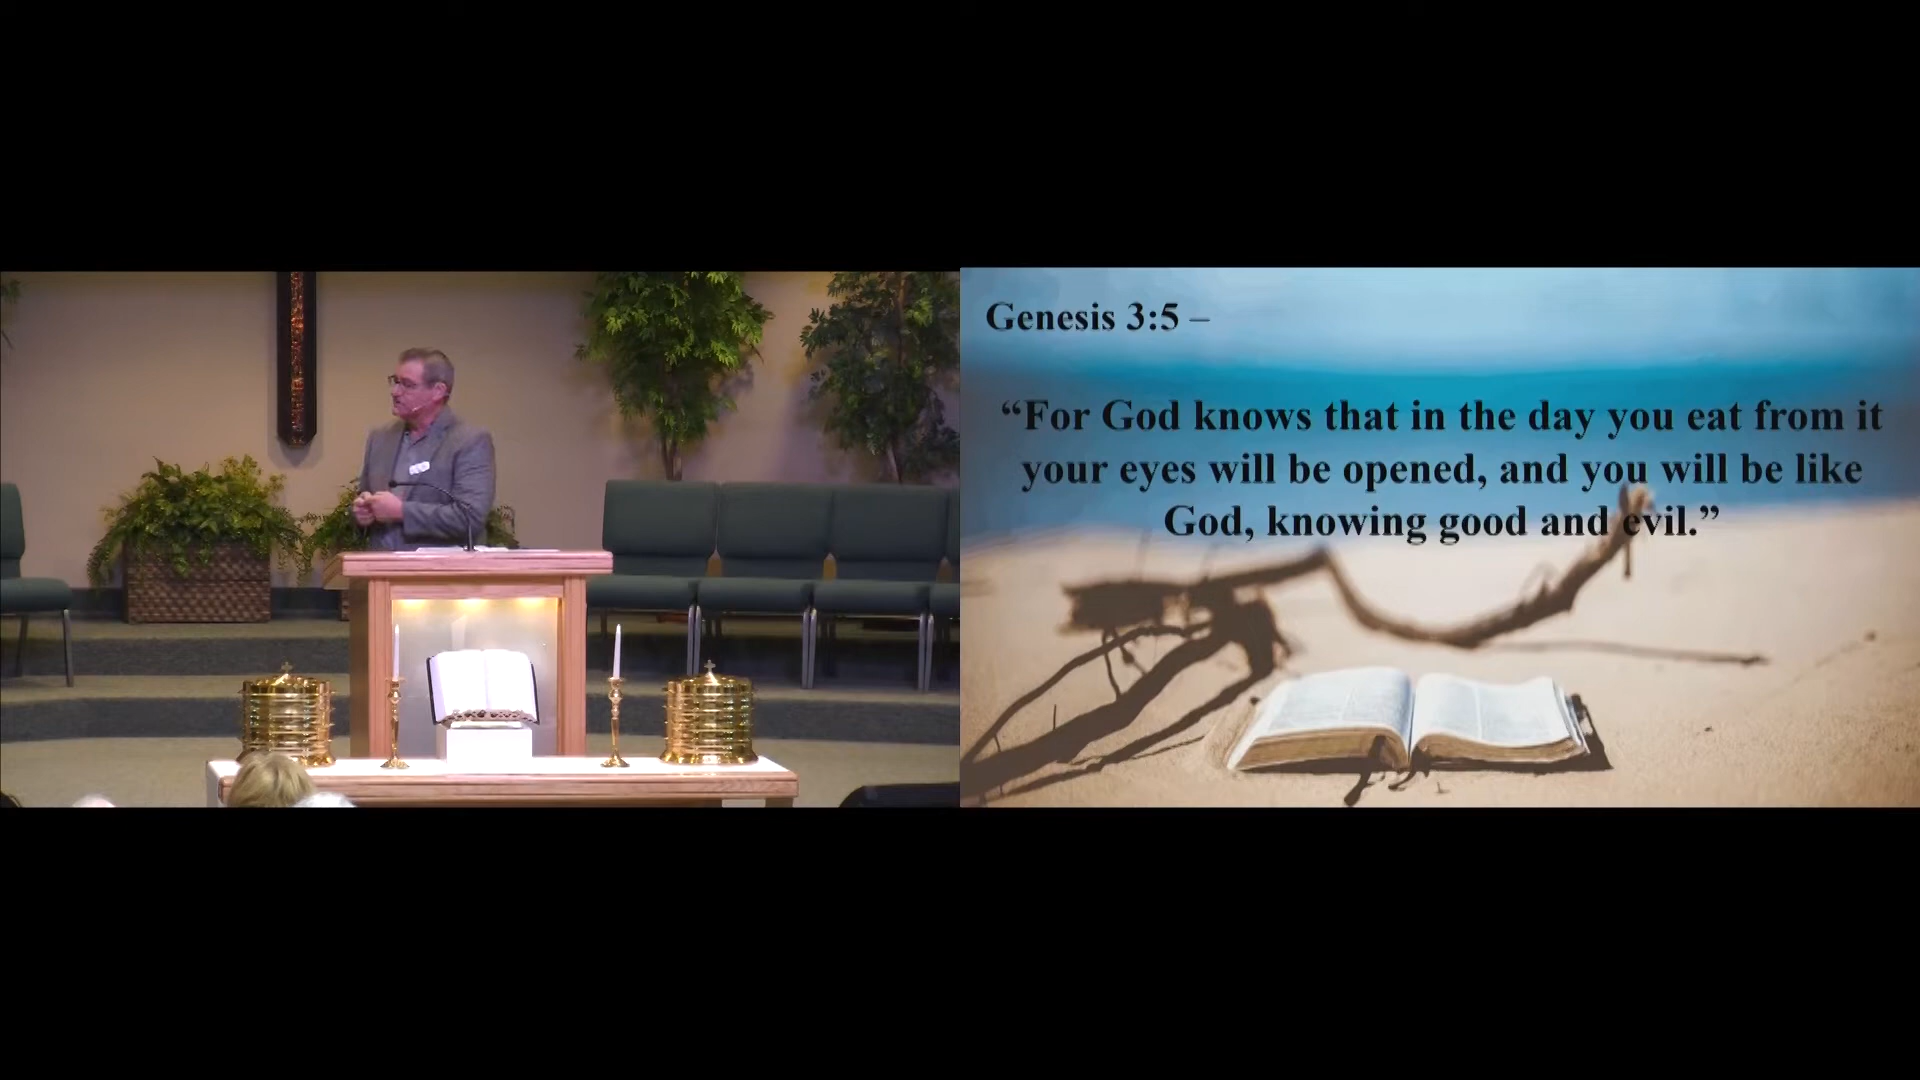 Genesis 3:5 –
“For God knows that in the day you eat from it
your eyes will be opened, and you will be like
God, knowing good and evil.”